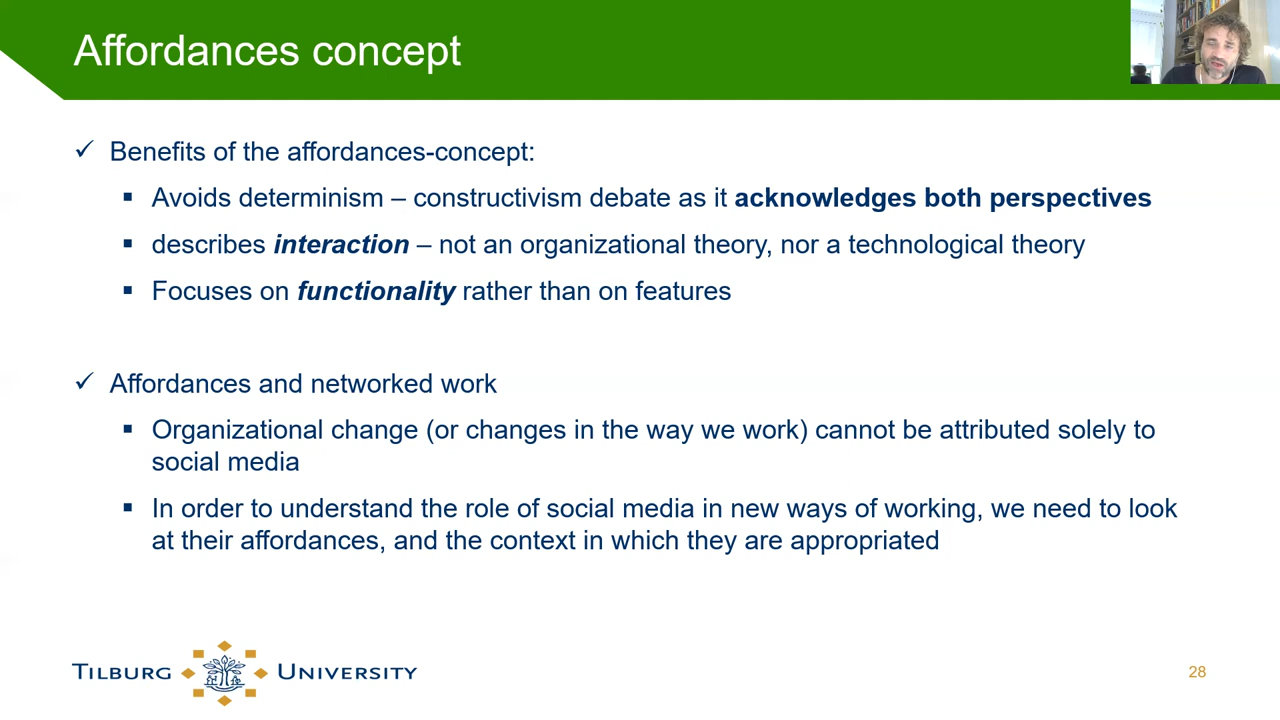 Affordances concept
✓ Benefits of the affordances-concept:
▪ Avoids determinism – constructivism debate as it acknowledges both perspectives
▪ describes interaction – not an organizational theory, nor a technological theory
▪ Focuses on functionality rather than on features
✓ Affordances and networked work
▪ Organizational change (or changes in the way we work) cannot be attributed solely to
social media
▪ In order to understand the role of social media in new ways of working, we need to look
at their affordances, and the context in which they are appropriated
TILBURG UNIVERSITY
28